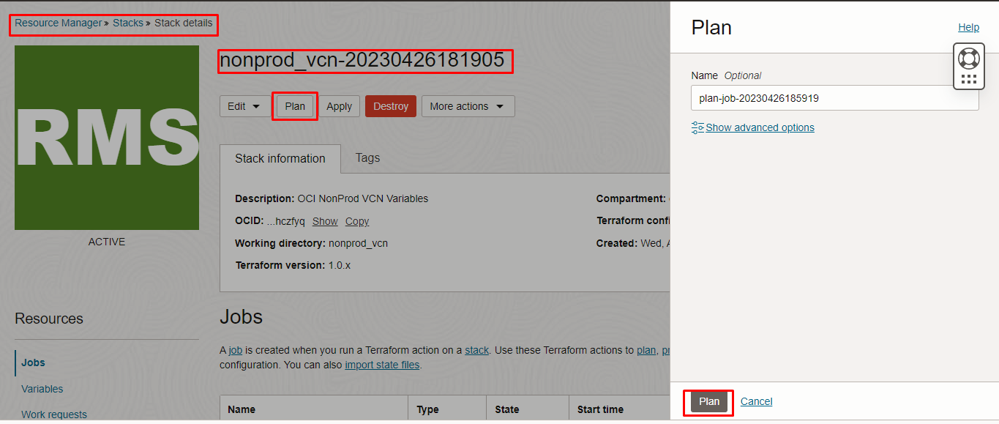 Resource Manager » Stacks » Stack details
RMS
ACTIVE
nonprod_vcn-20230426181905
Edit Plan Apply Destroy More actions
Stack information Tags
Description: OCI NonProd VCN Variables
OCID: ...hczfyq Show Copy
Working directory: nonprod_vcn
Terraform version: 1.0.x
Compartment:
Terraform confi
Created: Wed, A
Resources
Jobs
Variables
Work requests
Jobs
A job is created when you run a Terraform action on a stack. Use these Terraform actions to plan, pr
configuration. You can also import state files.
Name Type State Start time
Plan
Help
Name Optional
plan-job-20230426185919
Show advanced options
Plan Cancel